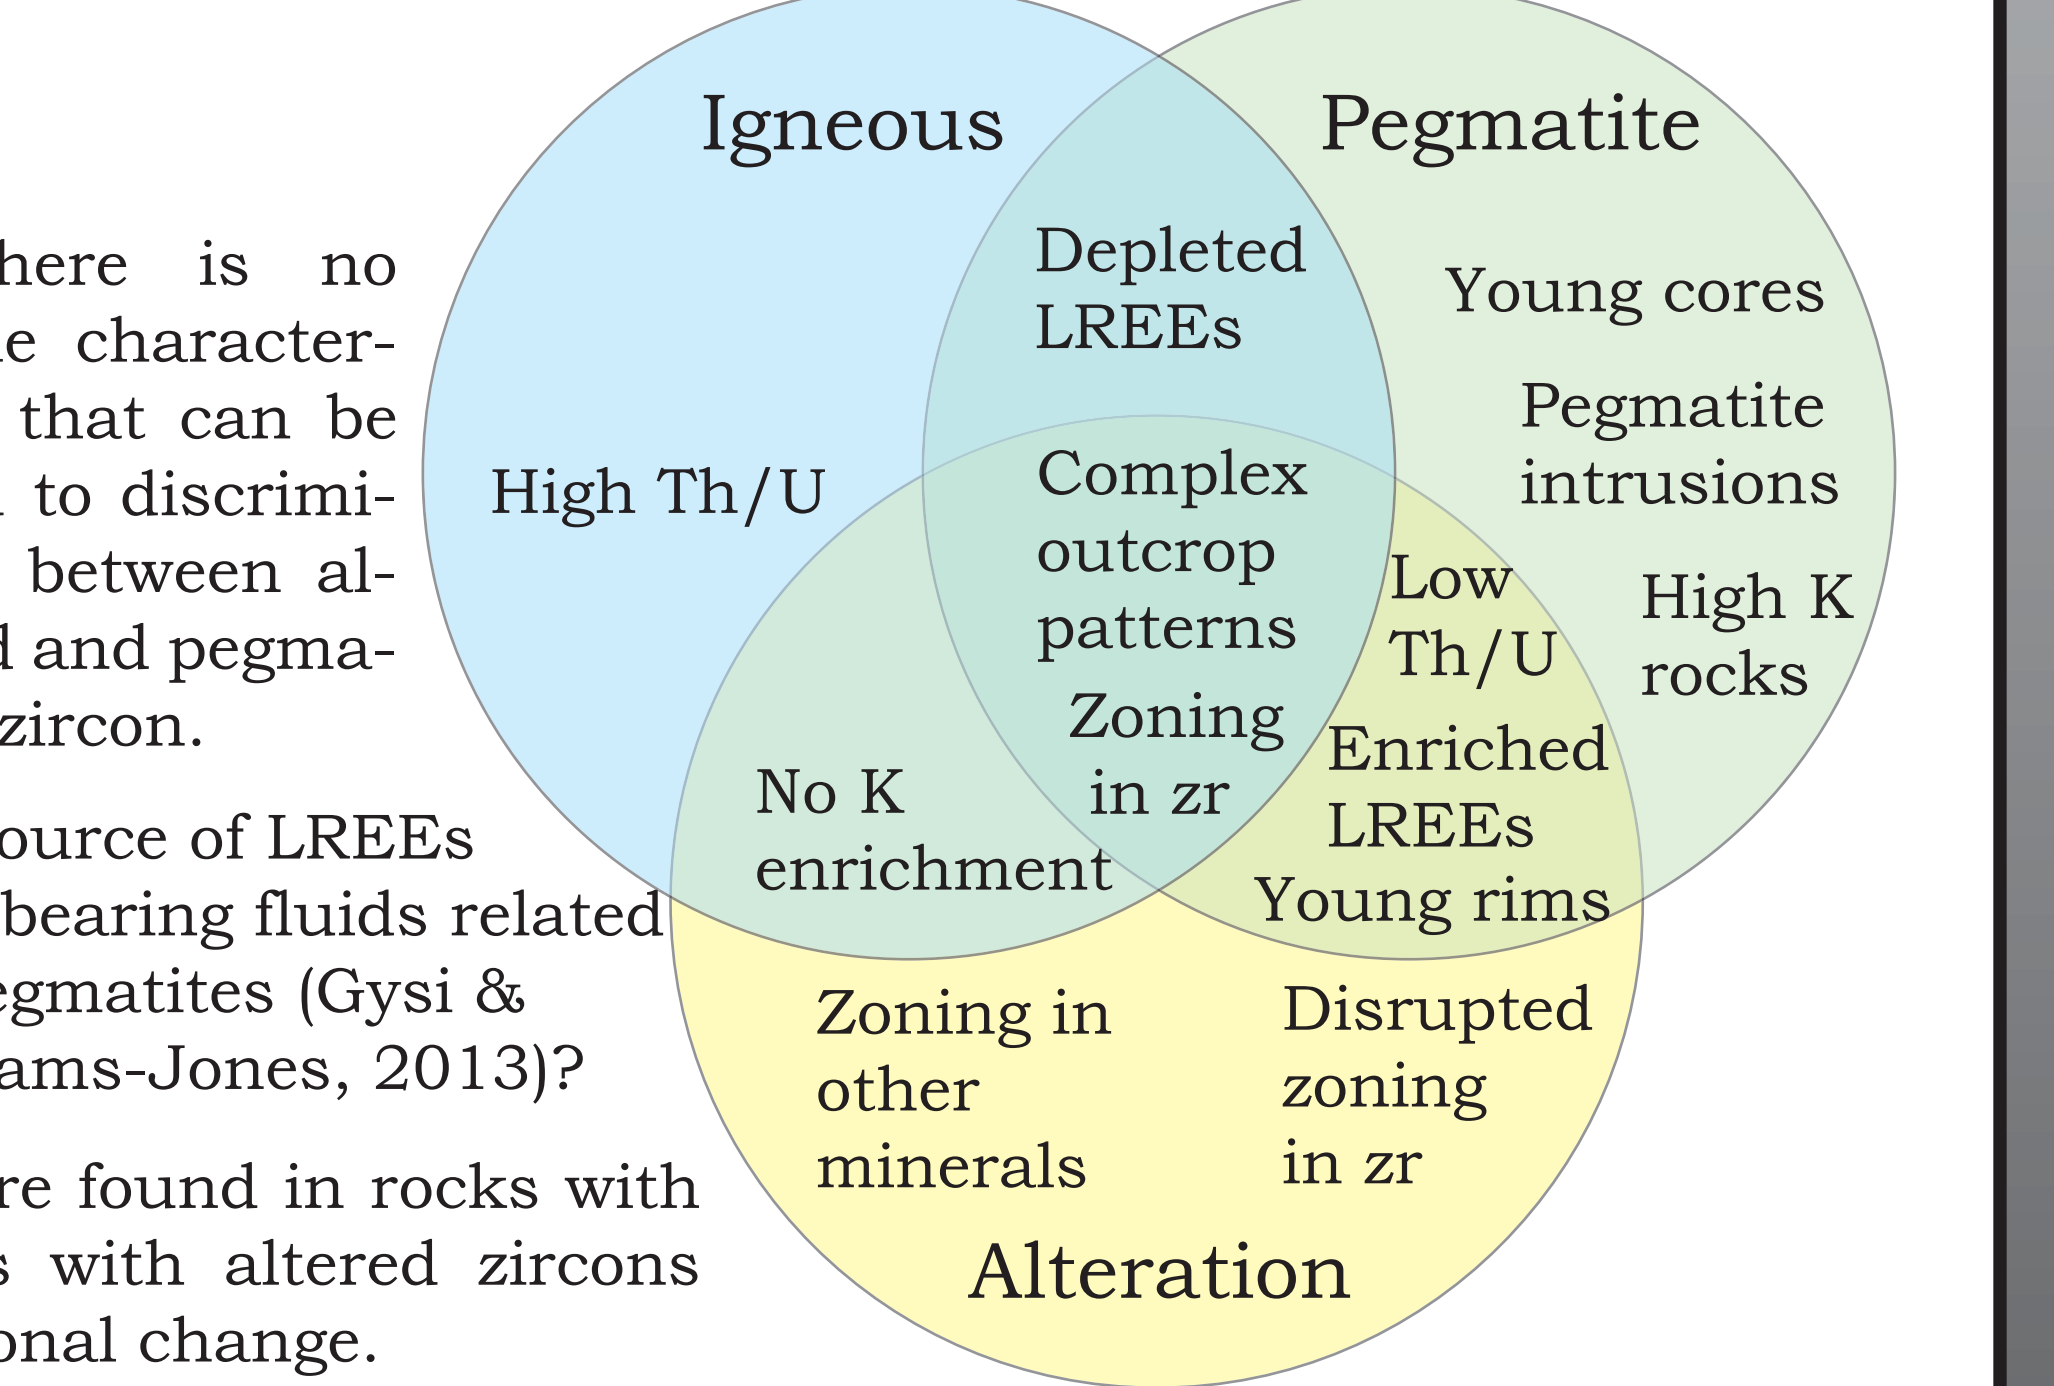 here is no
e character-
that can be
to discrimi-
between al-
d and pegma-
zircon.
ource of LREEs
bearing fluids related
egmatites (Gysi &
ams-Jones, 2013)?
re found in rocks with
s with altered zircons
onal change.
Igneous
Pegmatite
Depleted
LREEs
Young cores
Pegmatite
intrusions
High Th/U
Complex
outcrop
patterns
Low
Th/U
High K
rocks
Zoning
in zr
Enriched
LREEs
No K
enrichment
Young rims
Zoning in
other
minerals
Disrupted
zoning
in zr
Alteration